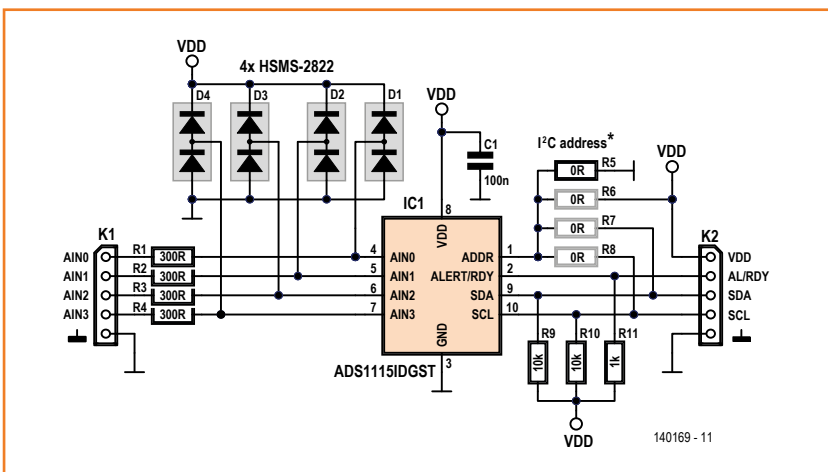 VDD
4x HSMS-2822
D4
D3
D2
D1
VDD
C1
100n
I²C address*
R5
0R
VDD
R6
0R
R7
0R
R8
0R
K1
AIN0
AIN1
AIN2
AIN3
R1
300R
R2
300R
R3
300R
R4
300R
IC1
8
VDD
4
AIN0
5
AIN1
6
AIN2
7
AIN3
ADDR
1
ALERT/RDY
2
SDA
9
SCL
10
GND
3
ADS1115IDGST
R9
10k
R10
10k
R11
1k
VDD
K2
VDD
AL/RDY
SDA
SCL
140169 - 11